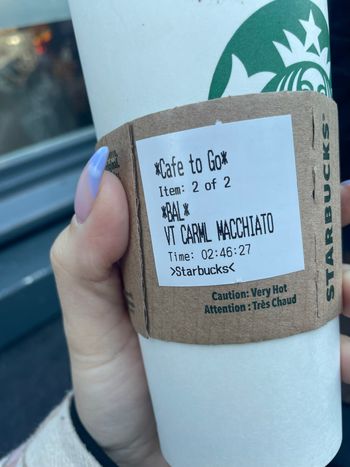 *Cafe to Go*
Item: 2 of 2
*BAL*
VT CARML MACCHIATO
Time: 02:46:27
>Starbucks<
Caution: Very Hot
Attention : Très Chaud
STARBUCKS